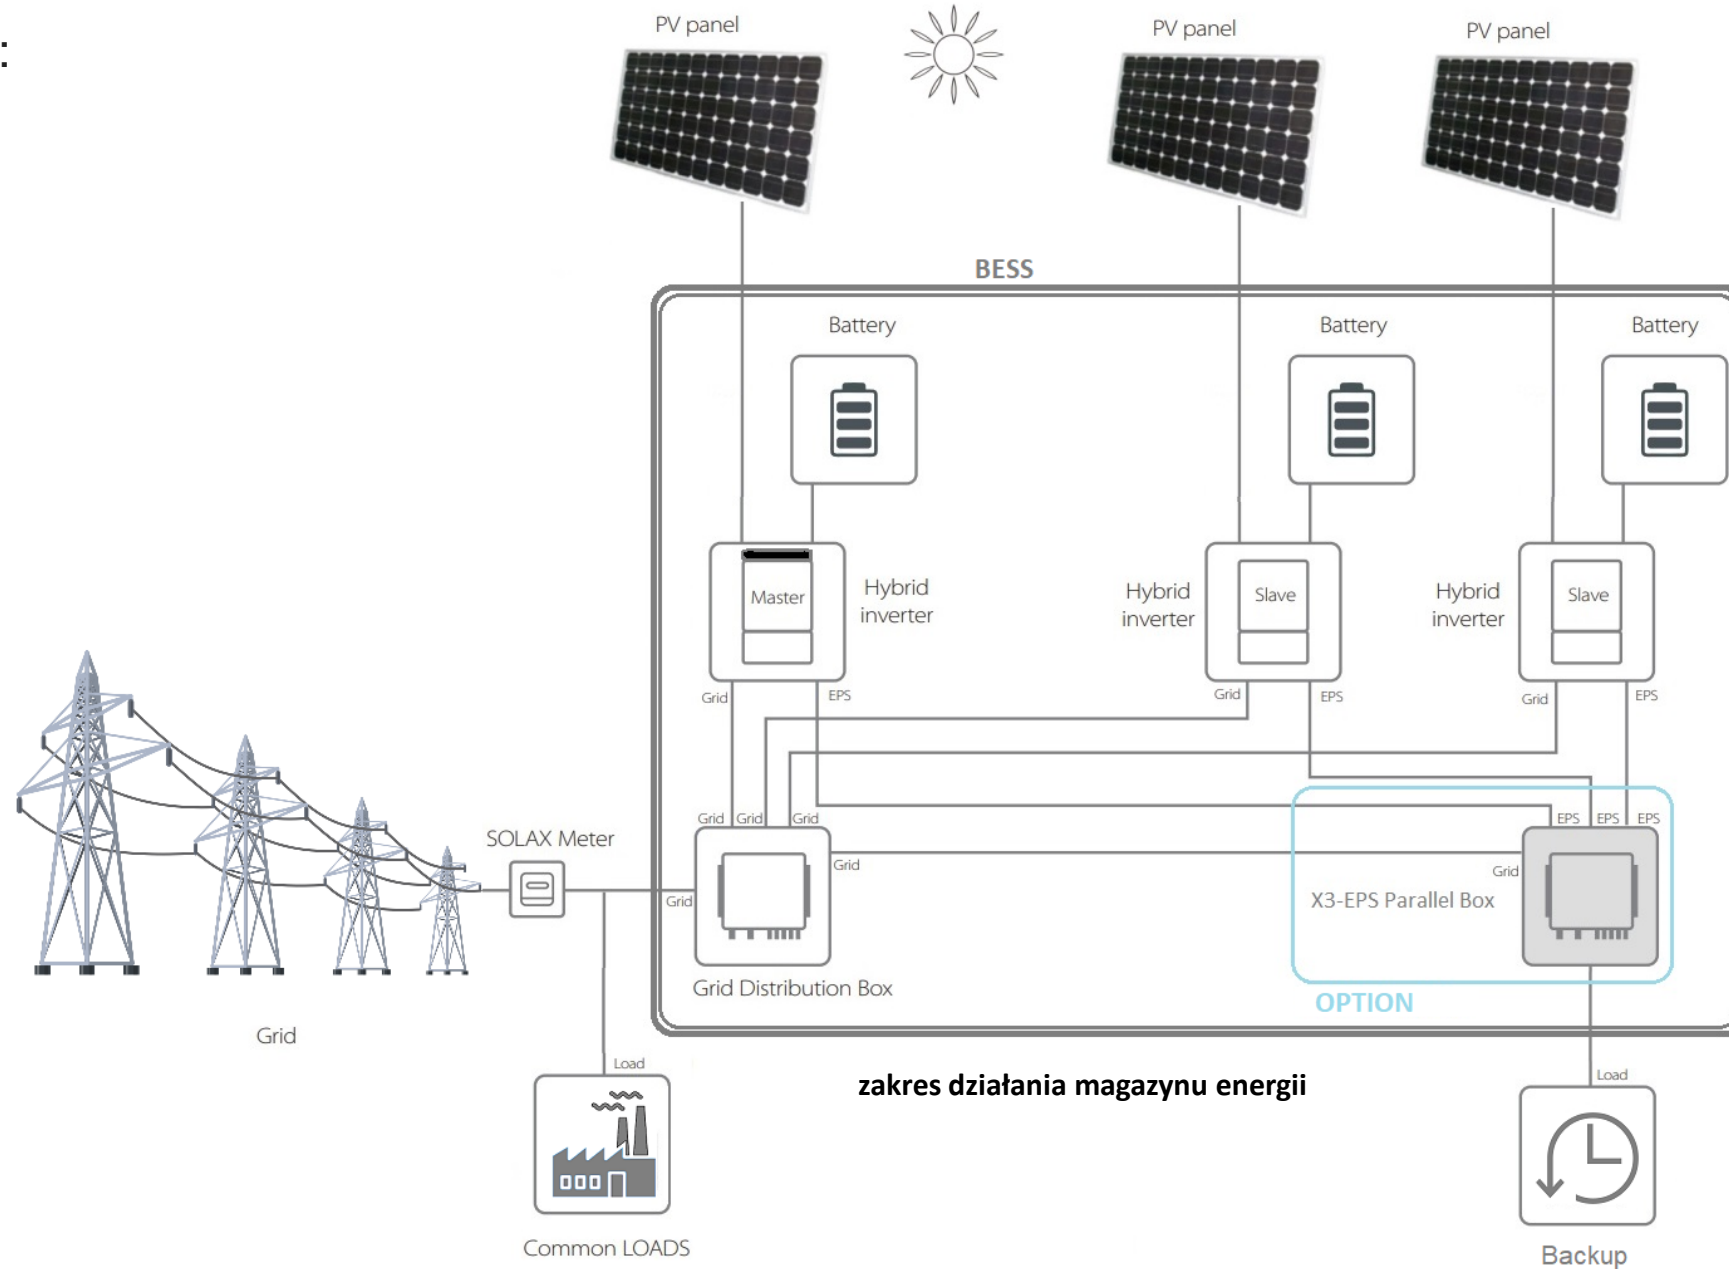 :
PV panel
PV panel
PV panel
BESS
Battery
Battery
Battery
Master
Hybrid
inverter
Hybrid
inverter
Slave
Hybrid
inverter
Slave
Grid
EPS
Grid
EPS
Grid
EPS
SOLAX Meter
Grid
Grid
Grid
EPS
EPS
EPS
Grid
Grid
Grid
X3-EPS Parallel Box
Grid Distribution Box
OPTION
Grid
Load
zakres działania magazynu energii
Load
Common LOADS
Backup